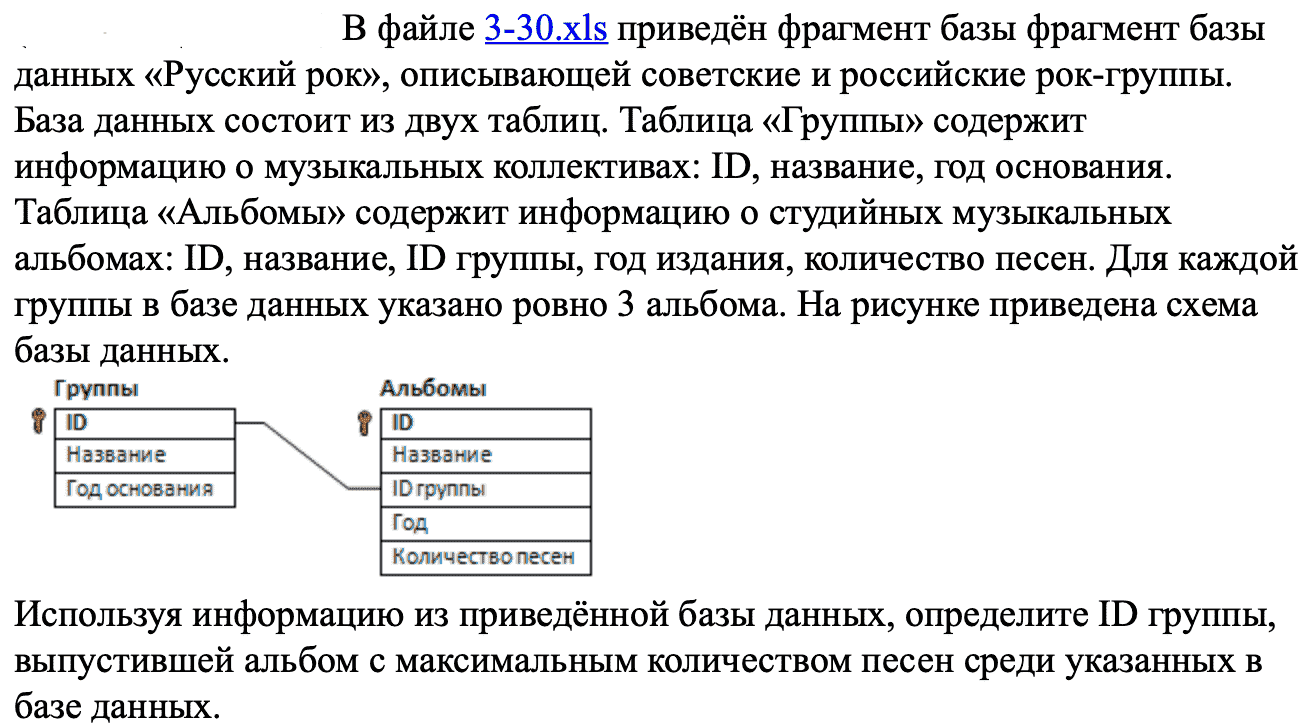 В файле 3-30.xls приведён фрагмент базы фрагмент базы
данных «Русский рок», описывающей советские и российские рок-группы.
База данных состоит из двух таблиц. Таблица «Группы» содержит
информацию о музыкальных коллективах: ID, название, год основания.
Таблица «Альбомы» содержит информацию о студийных музыкальных
альбомах: ID, название, ID группы, год издания, количество песен. Для каждой
группы в базе данных указано ровно 3 альбома. На рисунке приведена схема
базы данных.
Группы
ID
Название
Год основания
Альбомы
ID
Название
ID группы
Год
Количество песен
Используя информацию из приведённой базы данных, определите ID группы,
выпустившей альбом с максимальным количеством песен среди указанных в
базе данных.